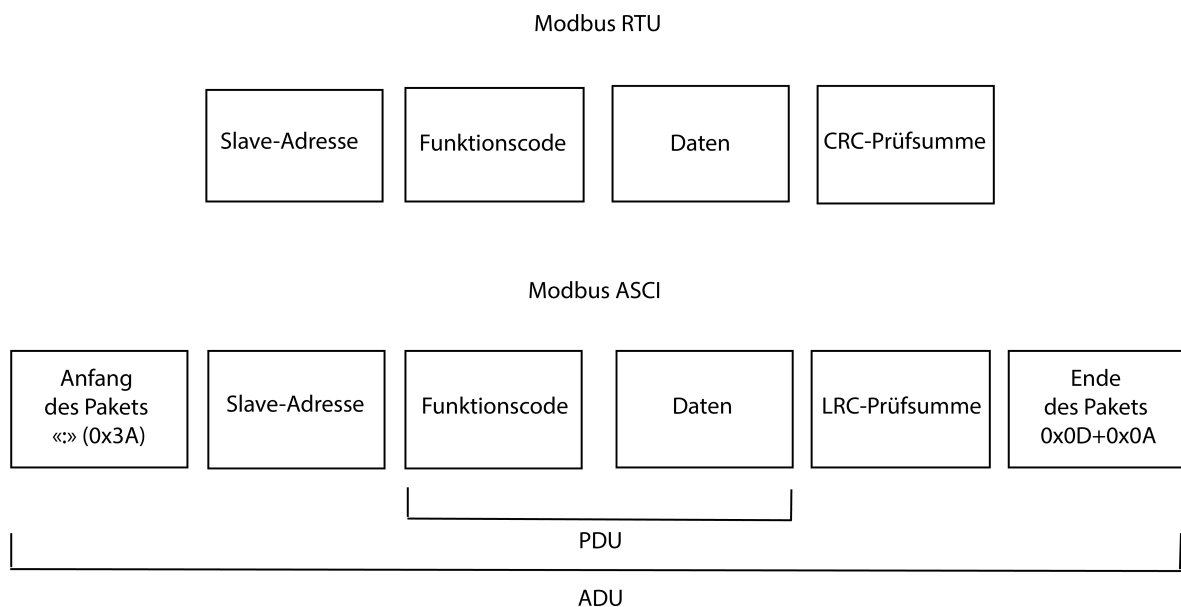 Modbus RTU
Slave-Adresse
Funktionscode
Daten
CRC-Prüfsumme
Modbus ASCI
Anfang
des Pakets
«:» (0x3A)
Slave-Adresse
Funktionscode
Daten
LRC-Prüfsumme
Ende
des Pakets
0x0D+0x0A
PDU
ADU